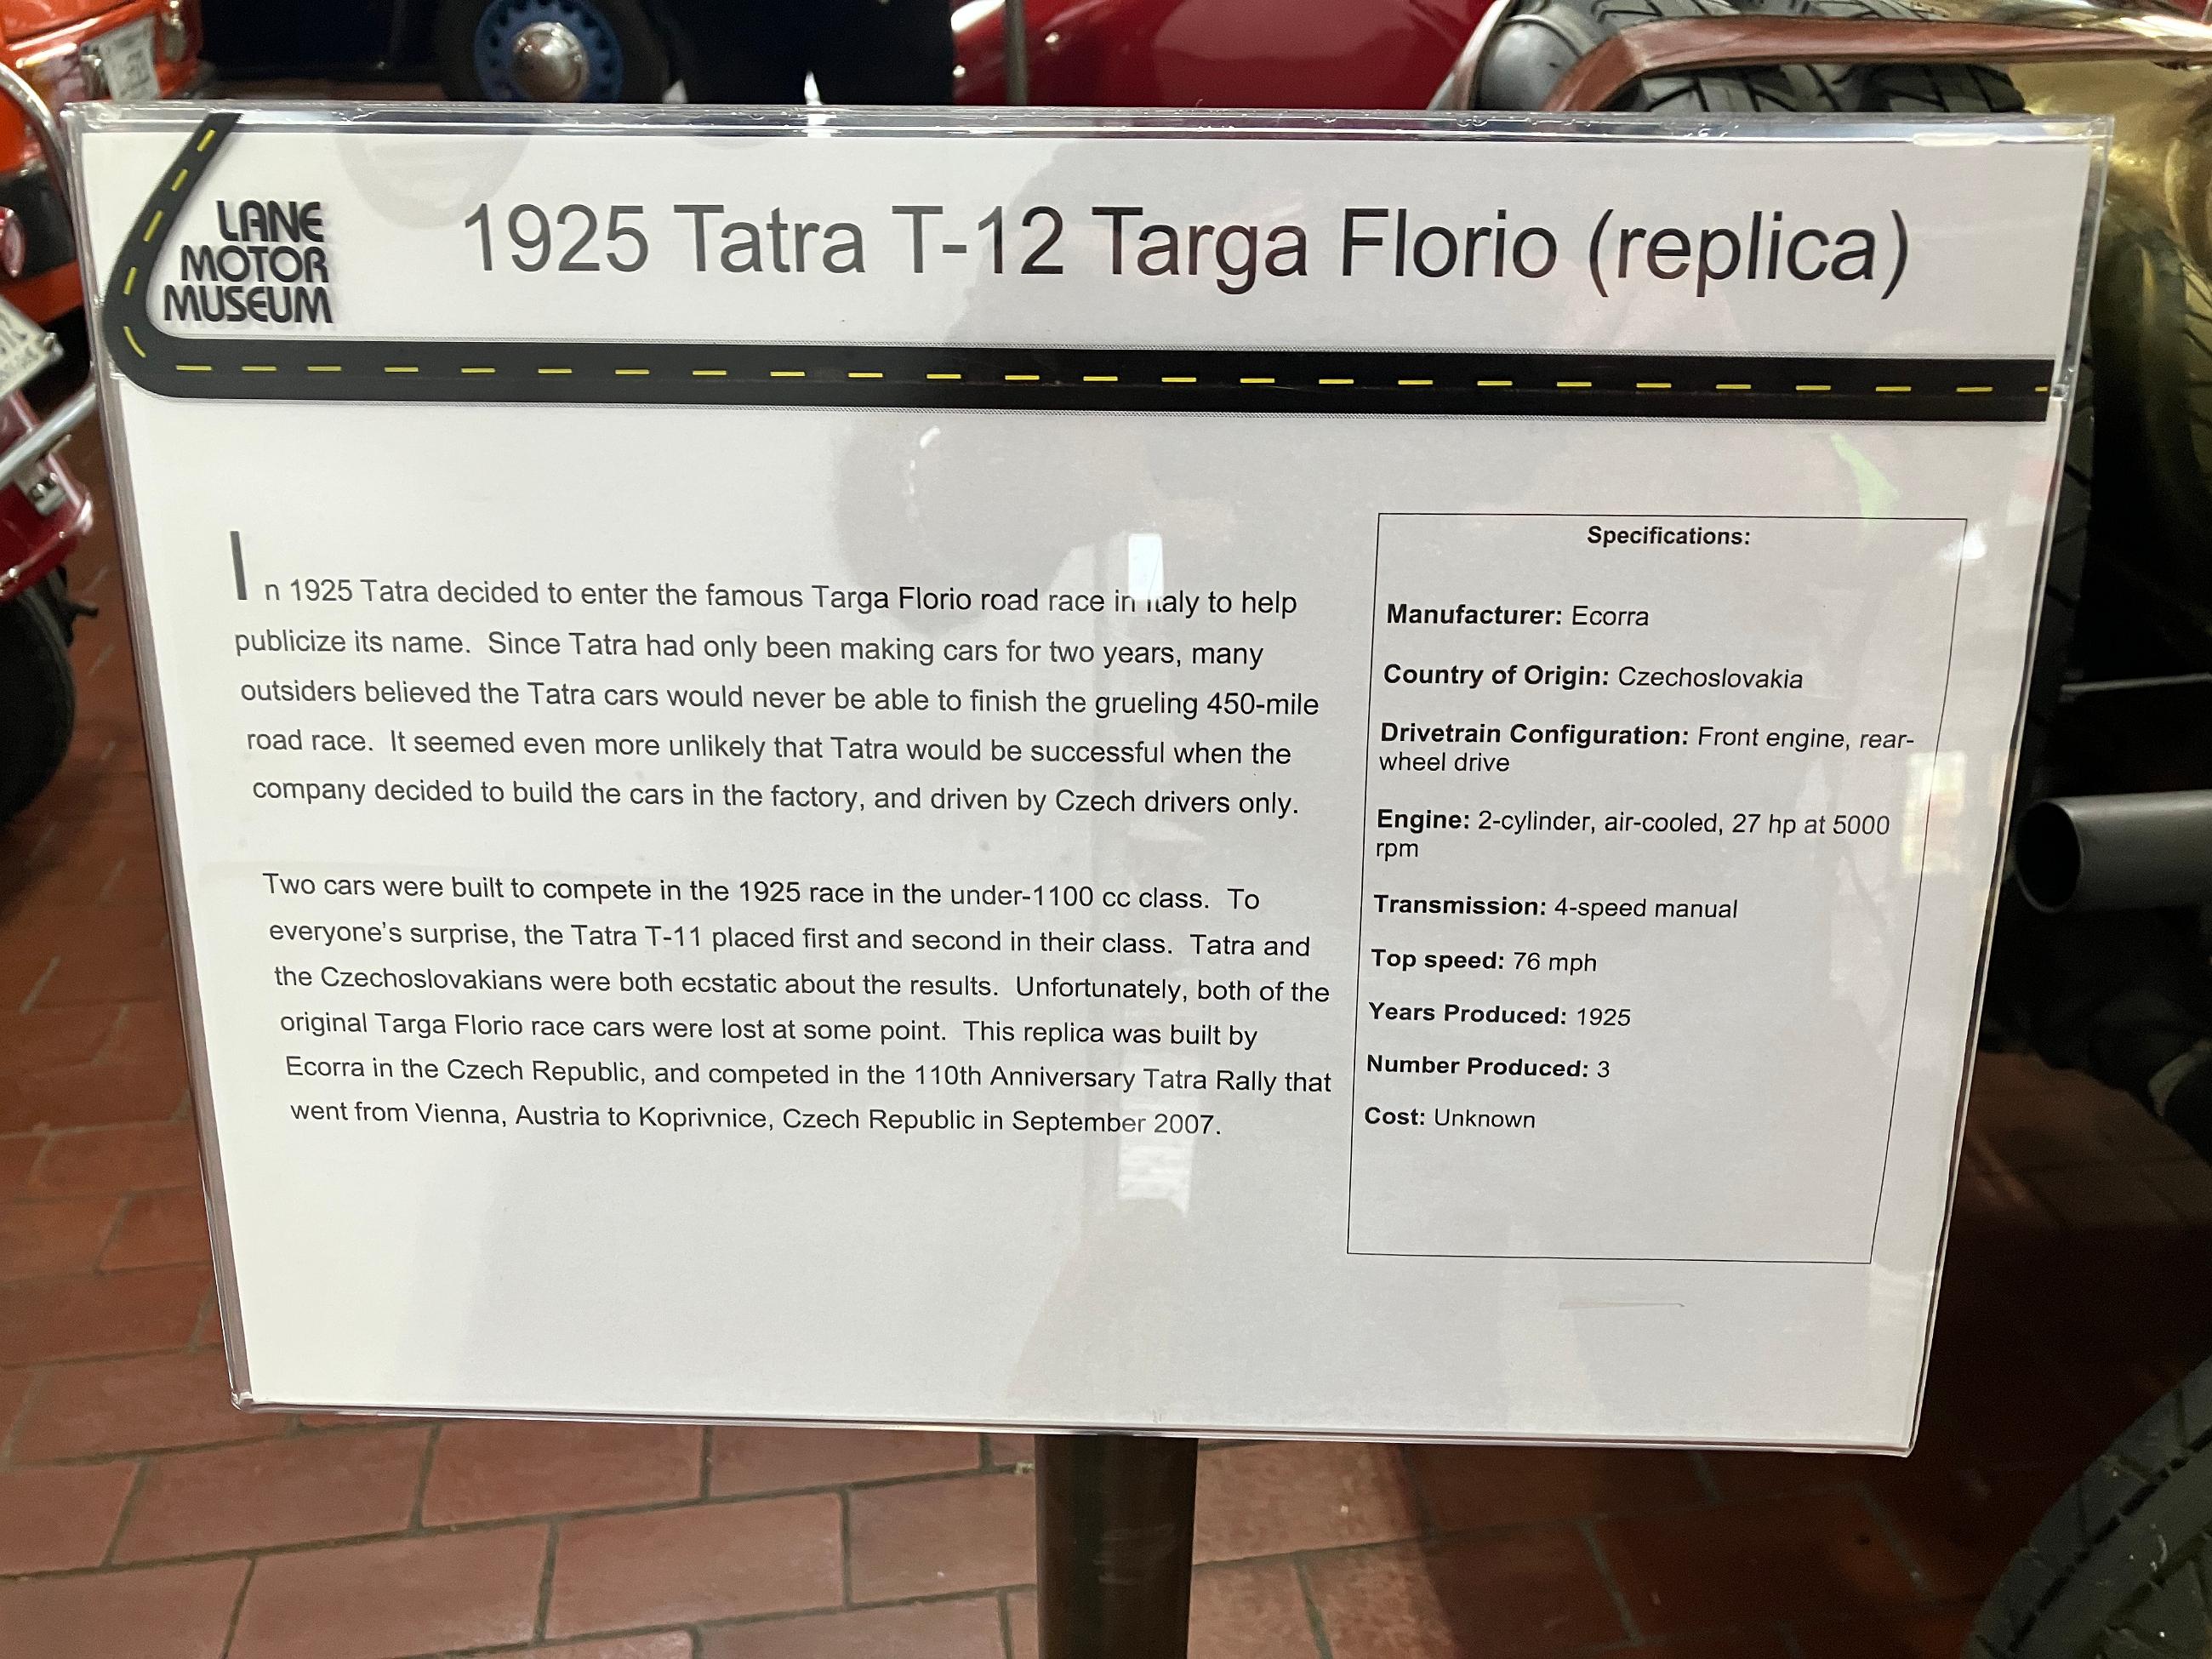 LANE
MOTOR
MUSEUM
1925 Tatra T-12 Targa Florio (replica)
In 1925 Tatra decided to enter the famous Targa Florio road race in Italy to help
publicize its name. Since Tatra had only been making cars for two years, many
outsiders believed the Tatra cars would never be able to finish the grueling 450-mile
road race. It seemed even more unlikely that Tatra would be successful when the
company decided to build the cars in the factory, and driven by Czech drivers only.
Two cars were built to compete in the 1925 race in the under-1100 cc class. To
everyone's surprise, the Tatra T-11 placed first and second in their class. Tatra and
the Czechoslovakians were both ecstatic about the results. Unfortunately, both of the
original Targa Florio race cars were lost at some point. This replica was built by
Ecorra in the Czech Republic, and competed in the 110th Anniversary Tatra Rally that
went from Vienna, Austria to Koprivnice, Czech Republic in September 2007.
Specifications:
Manufacturer: Ecorra
Country of Origin: Czechoslovakia
Drivetrain Configuration: Front engine, rear-
wheel drive
Engine: 2-cylinder, air-cooled, 27 hp at 5000
rpm
Transmission: 4-speed manual
Top speed: 76 mph
Years Produced: 1925
Number Produced: 3
Cost: Unknown